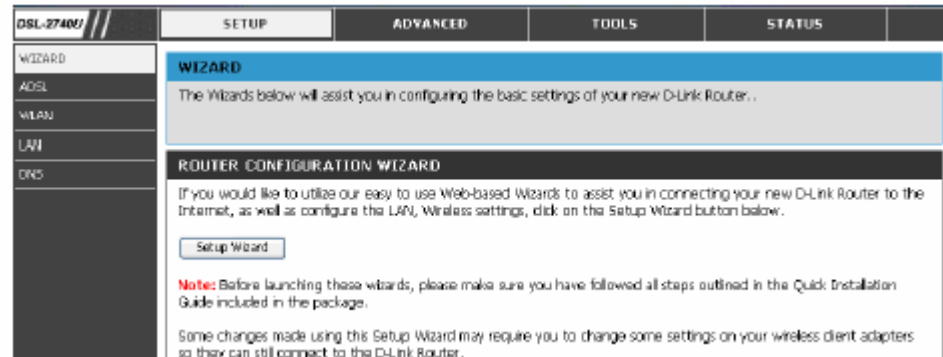 DSL-2740U
SETUP
ADVANCED
TOOLS
STATUS
WIZARD
ADSL
WLAN
LAN
DNS
WIZARD
The Wizards below will assist you in configuring the basic settings of your new D-Link Router..
ROUTER CONFIGURATION WIZARD
If you would like to utilize our easy to use Web-based Wizards to assist you in connecting your new D-Link Router to the
Internet, as well as configure the LAN, Wireless settings, click on the Setup Wizard button below.
Setup Wizard
Note: Before launching these wizards, please make sure you have followed all steps outlined in the Quick Installation
Guide included in the package.
Some changes made using this Setup Wizard may require you to change some settings on your wireless client adapters
so they can still connect to the D-Link Router.